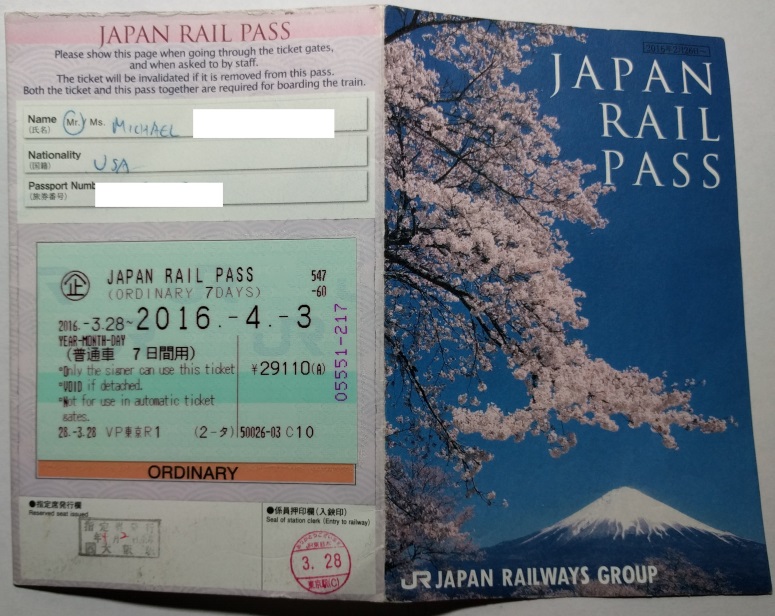 JAPAN RAIL PASS
Please show this page when going through the ticket gates,
and when asked to by staff.
The ticket will be invalidated if it is removed from this pass.
Both the ticket and this pass together are required for boarding the train.
Name Mr. Ms. MICHAEL
(氏名)
Nationality
(国籍) USA
Passport Numb
(旅券番号)
企 JAPAN RAIL PASS 547
(ORDINARY 7DAYS) -60
2016.-3.28~2016.-4.-3
YEAR-MONTH-DAY
(普通車 7日間用)
*Only the signer can use this ticket ¥29110(A)
*VOID if detached.
*Not for use in automatic ticket
gates.
28.-3.28 VP東京R1 (2-タ) 50026-03 C10
05551-217
ORDINARY
●指定席発行欄
Reserved seat issued
●係員押印欄(入鋏印)
Seal of station clerk (Entry to railway)
3.28
JAPAN
RAIL
PASS
JR JAPAN RAILWAYS GROUP